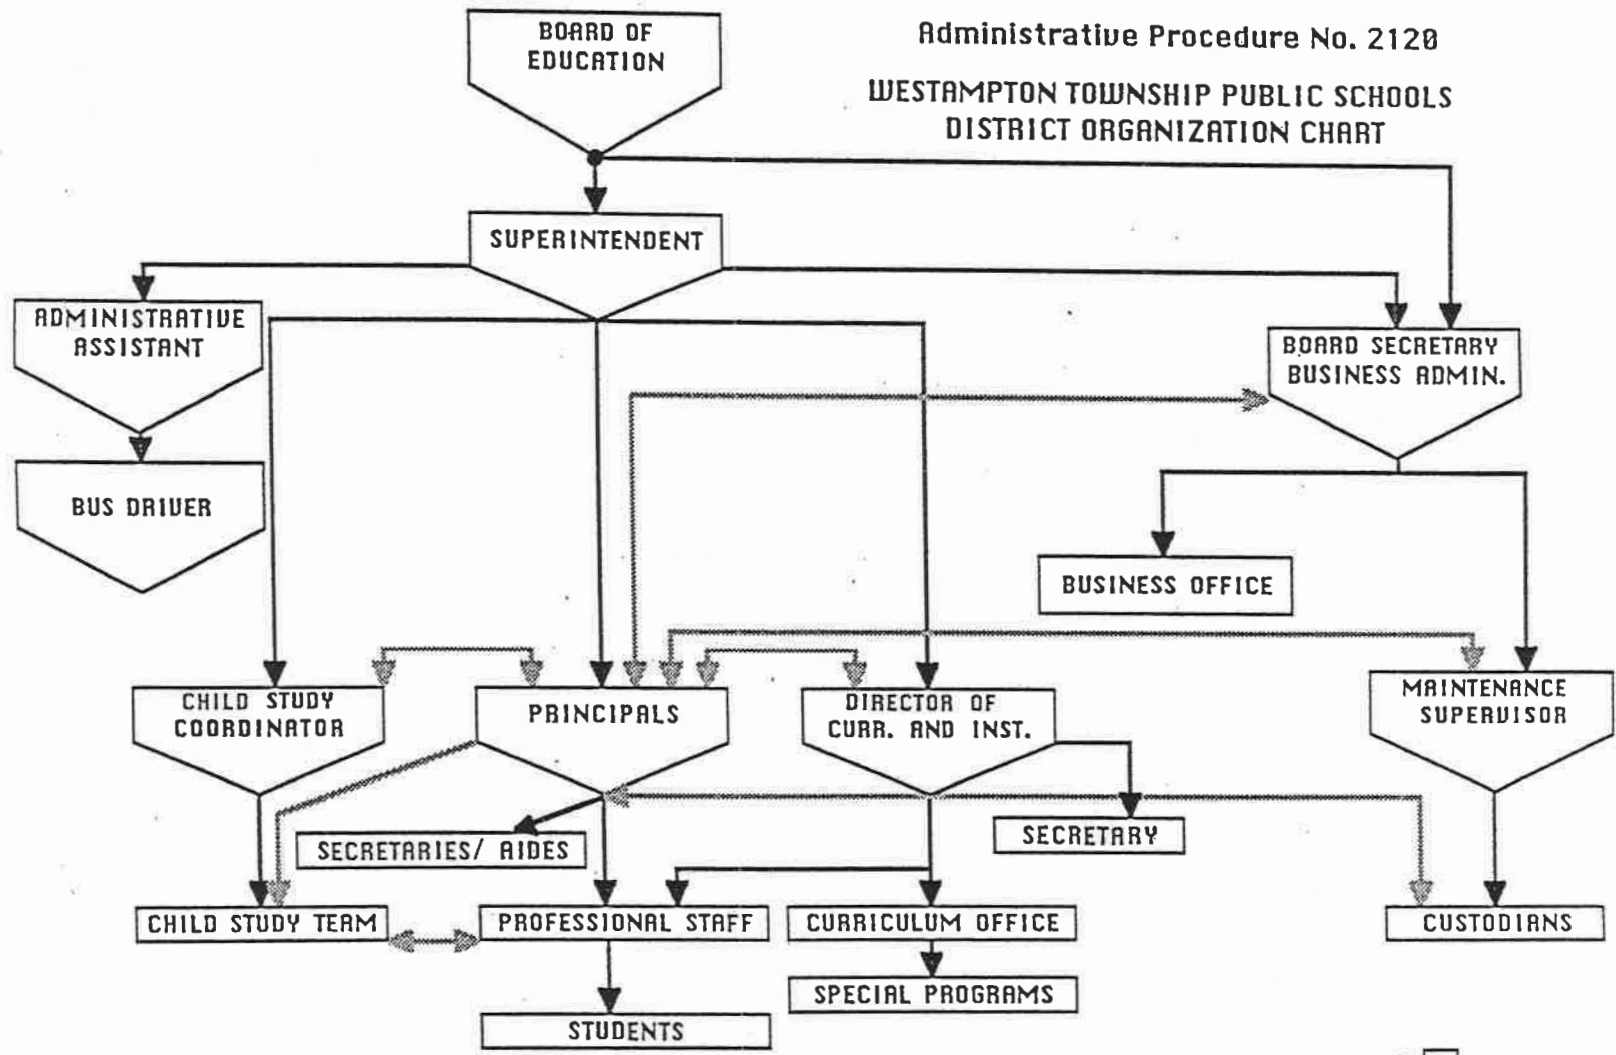 BOARD OF
EDUCATION
Administrative Procedure No. 2120
WESTAMPTON TOWNSHIP PUBLIC SCHOOLS
DISTRICT ORGANIZATION CHART
SUPERINTENDENT
ADMINISTRATIVE
ASSISTANT
BOARD SECRETARY
BUSINESS ADMIN.
BUS DRIVER
BUSINESS OFFICE
CHILD STUDY
COORDINATOR
PRINCIPALS
DIRECTOR OF
CURR. AND INST.
MAINTENANCE
SUPERVISOR
SECRETARIES/ AIDES
SECRETARY
CHILD STUDY TEAM
PROFESSIONAL STAFF
CURRICULUM OFFICE
CUSTODIANS
SPECIAL PROGRAMS
STUDENTS